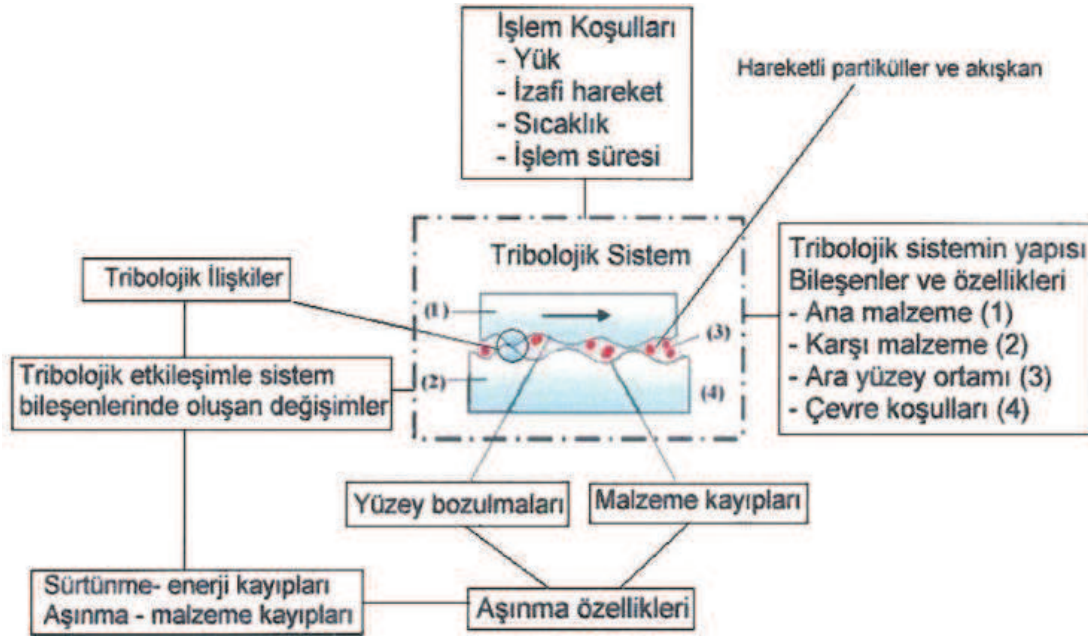 İşlem Koşulları
- Yük
- İzafi hareket
- Sıcaklık
- İşlem süresi
Hareketli partiküller ve akışkan
Tribolojik Sistem
Tribolojik sistemin yapısı
Bileşenler ve özellikleri
- Ana malzeme (1)
- Karşı malzeme (2)
- Ara yüzey ortamı (3)
- Çevre koşulları (4)
Tribolojik İlişkiler
(1)
(3)
(2)
(4)
Tribolojik etkileşimle sistem
bileşenlerinde oluşan değişimler
Yüzey bozulmaları
Malzeme kayıpları
Sürtünme- enerji kayıpları
Aşınma - malzeme kayıpları
Aşınma özellikleri